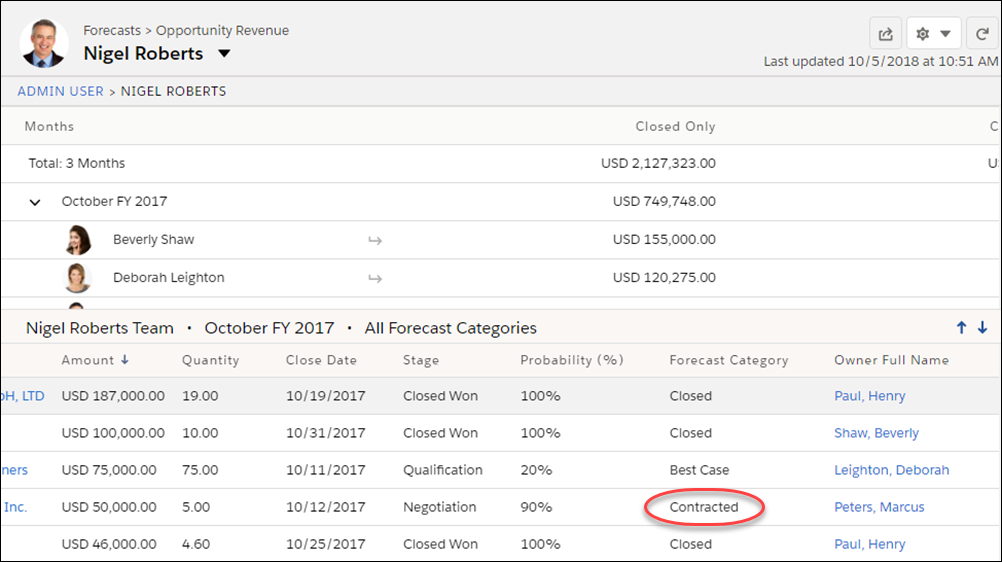 Forecasts > Opportunity Revenue
Nigel Roberts
Last updated 10/5/2018 at 10:51 AM
ADMIN USER > NIGEL ROBERTS
Months Closed Only C
Total: 3 Months USD 2,127,323.00 U
October FY 2017 USD 749,748.00
Beverly Shaw USD 155,000.00
Deborah Leighton USD 120,275.00
Nigel Roberts Team • October FY 2017 • All Forecast Categories
Amount Quantity Close Date Stage Probability (%) Forecast Category Owner Full Name
H, LTD USD 187,000.00 19.00 10/19/2017 Closed Won 100% Closed Paul, Henry
USD 100,000.00 10.00 10/31/2017 Closed Won 100% Closed Shaw, Beverly
ners USD 75,000.00 75.00 10/11/2017 Qualification 20% Best Case Leighton, Deborah
Inc. USD 50,000.00 5.00 10/12/2017 Negotiation 90% Contracted Peters, Marcus
USD 46,000.00 4.60 10/25/2017 Closed Won 100% Closed Paul, Henry